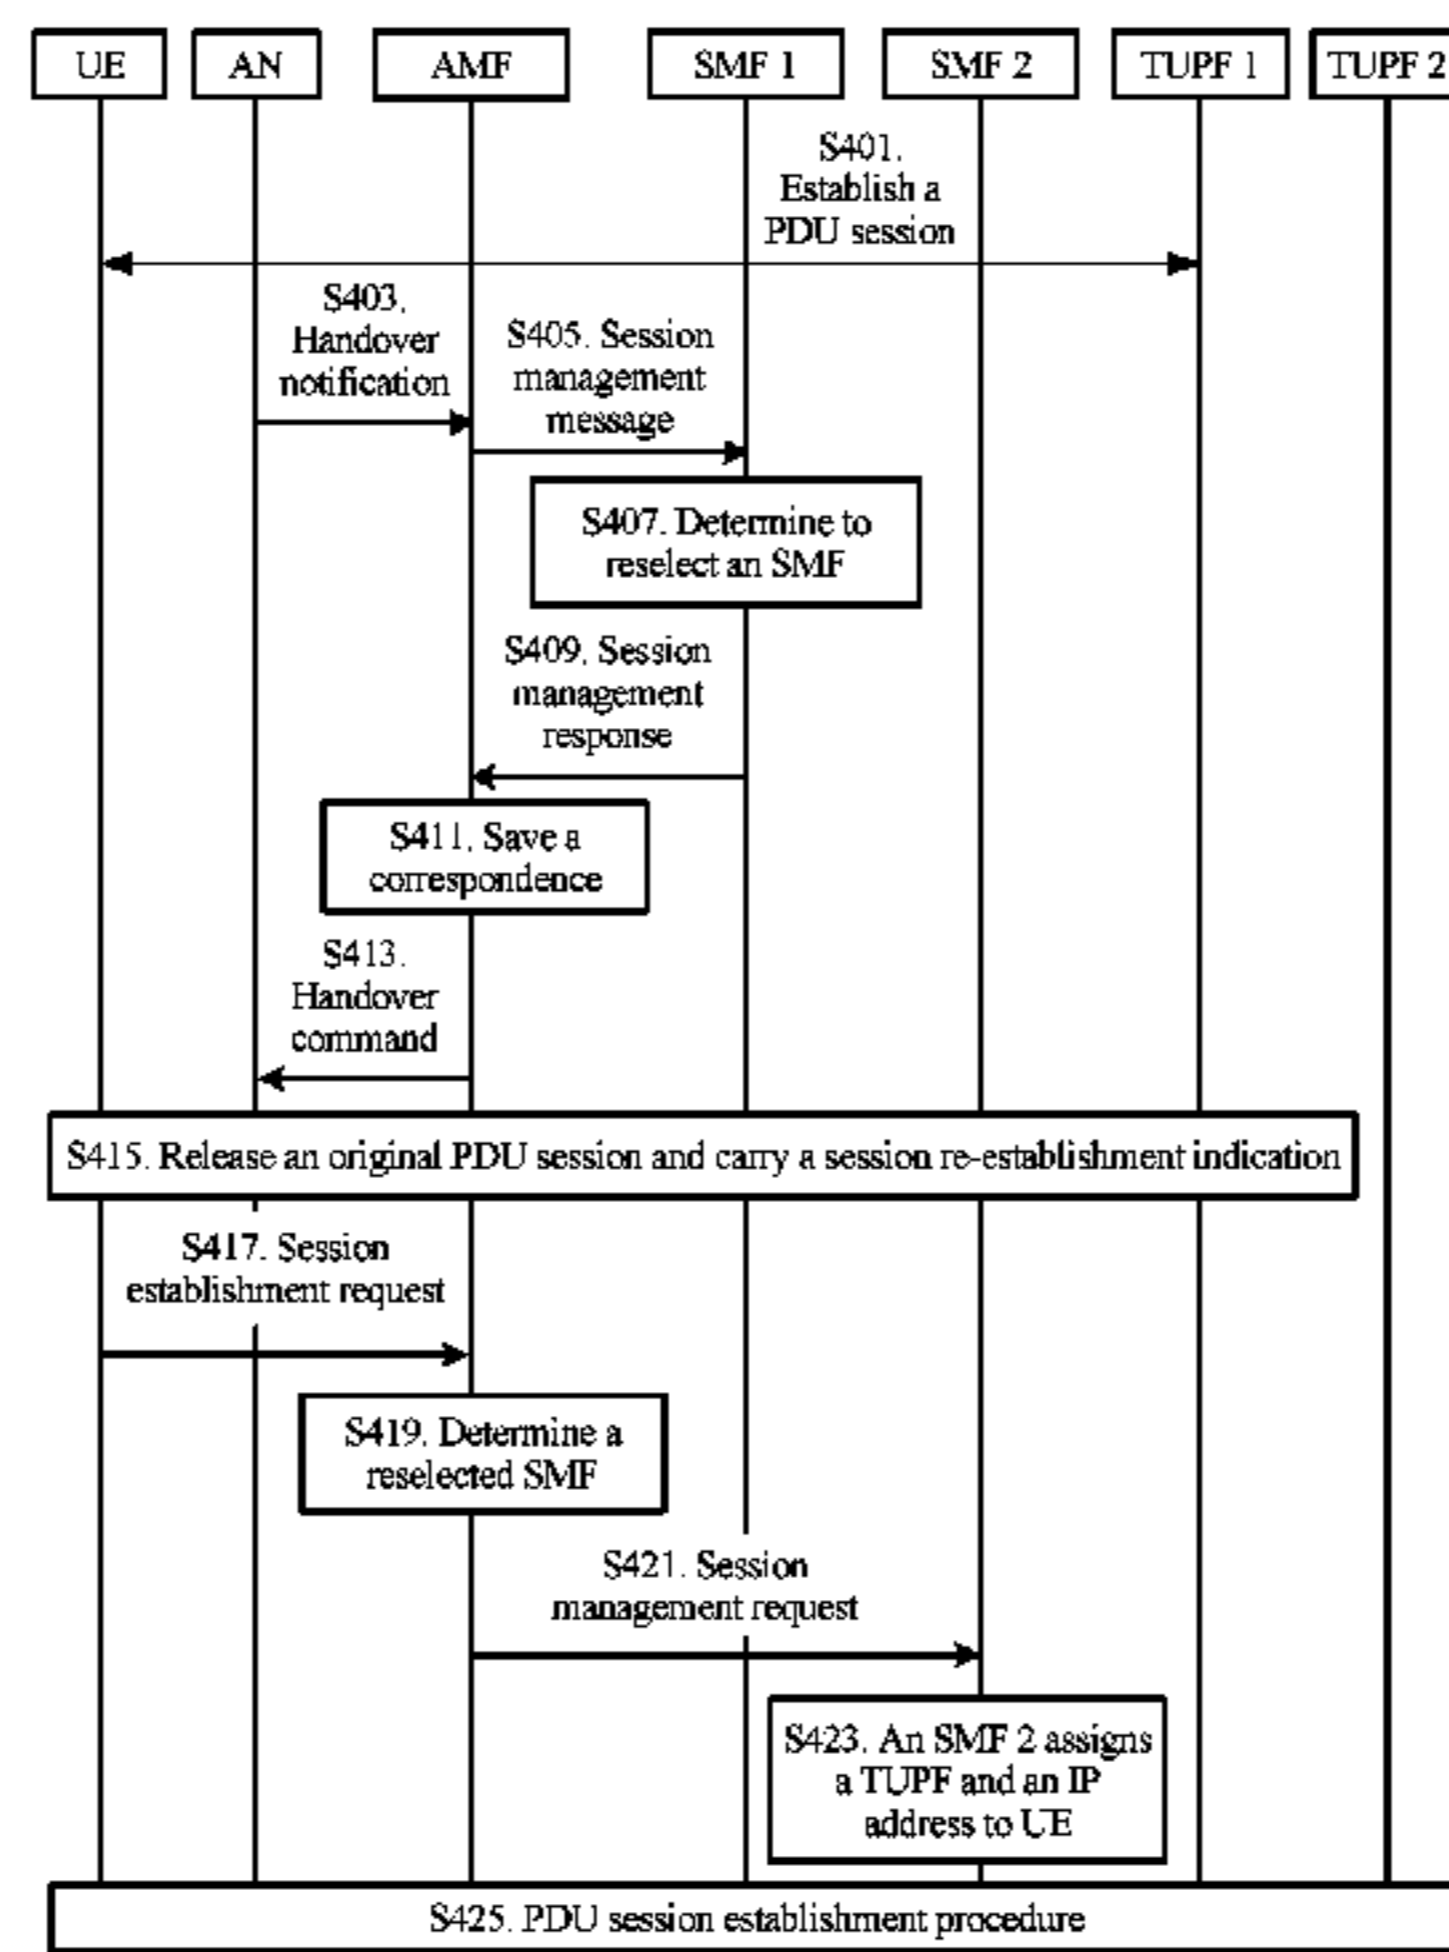 UE
AN
AMF
SMF 1
SMF 2
TUPF 1
TUPF 2
S401.
Establish a
PDU session
S403.
Handover
notification
S405. Session
management
message
S407. Determine to
reselect an SMF
S409. Session
management
response
S411. Save a
correspondence
S413.
Handover
command
S415. Release an original PDU session and carry a session re-establishment indication
S417. Session
establishment request
S419. Determine a
reselected SMF
S421. Session
management request
S423. An SMF 2 assigns
a TUPF and an IP
address to UE
S425. PDU session establishment procedure